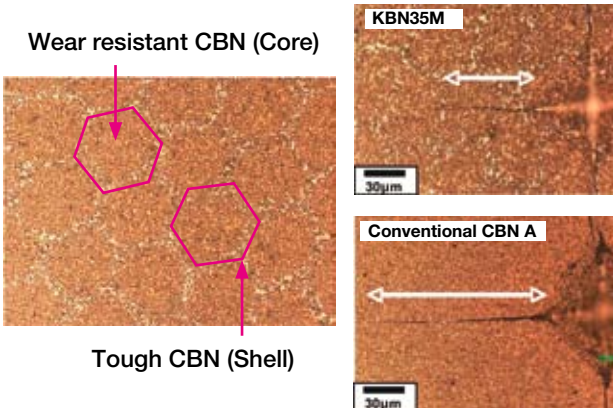 Wear resistant CBN (Core)
Tough CBN (Shell)
KBN35M
30μm
Conventional CBN A
30μm